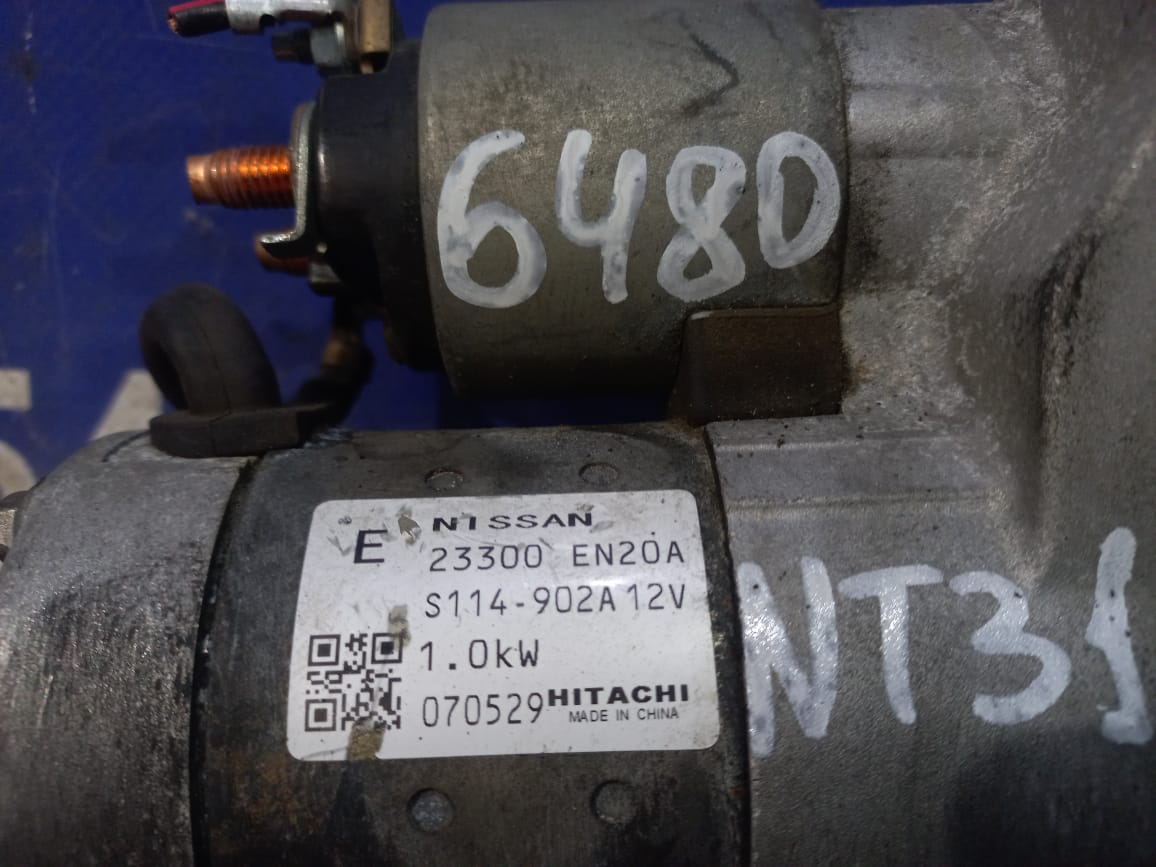 6480
E NISSAN
23300 EN20A
S114-902A 12V
1.0kW
070529 HITACHI
MADE IN CHINA
NT31